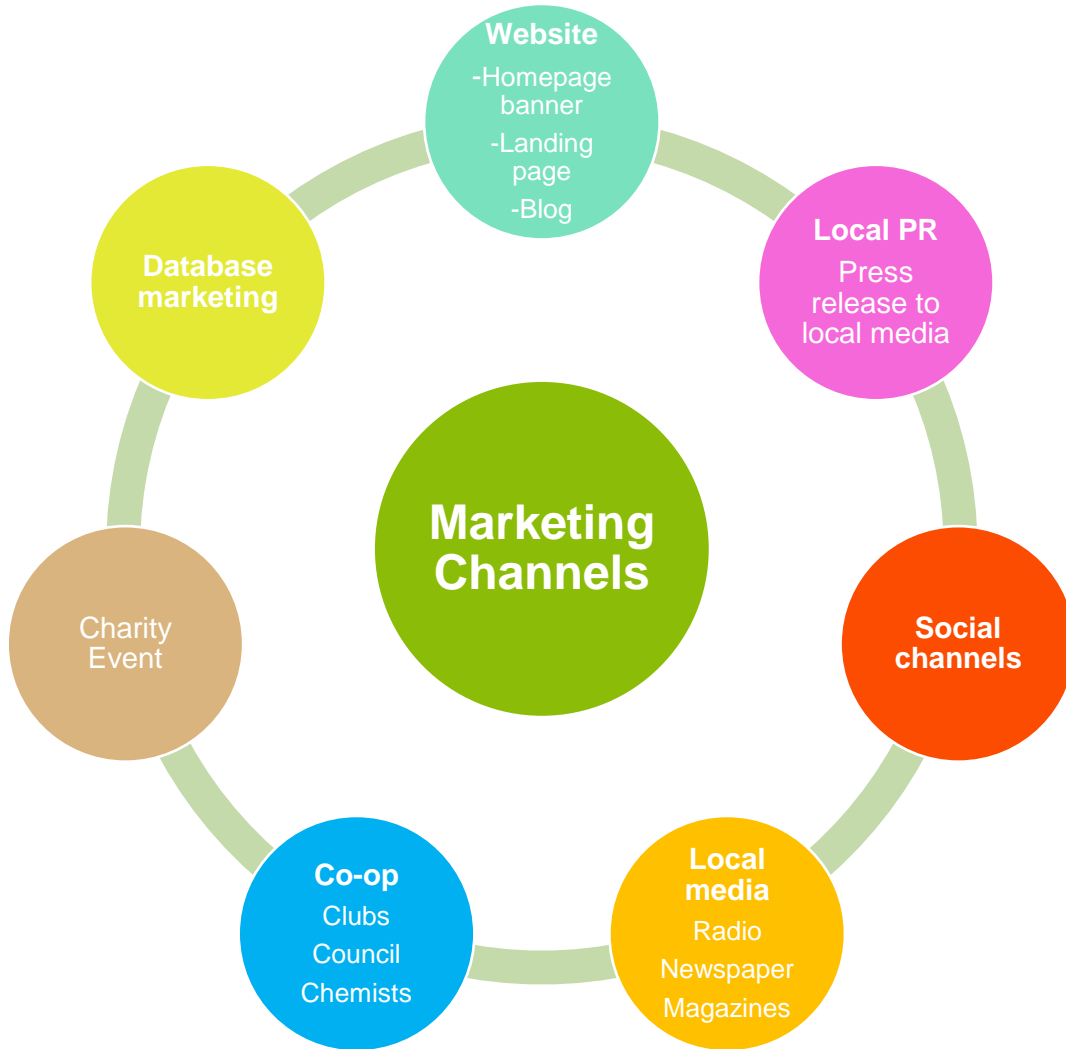 Website
-Homepage
banner
-Landing
page
-Blog
Local PR
Press
release to
local media
Social
channels
Local
media
Radio
Newspaper
Magazines
Co-op
Clubs
Council
Chemists
Charity
Event
Database
marketing
Marketing
Channels